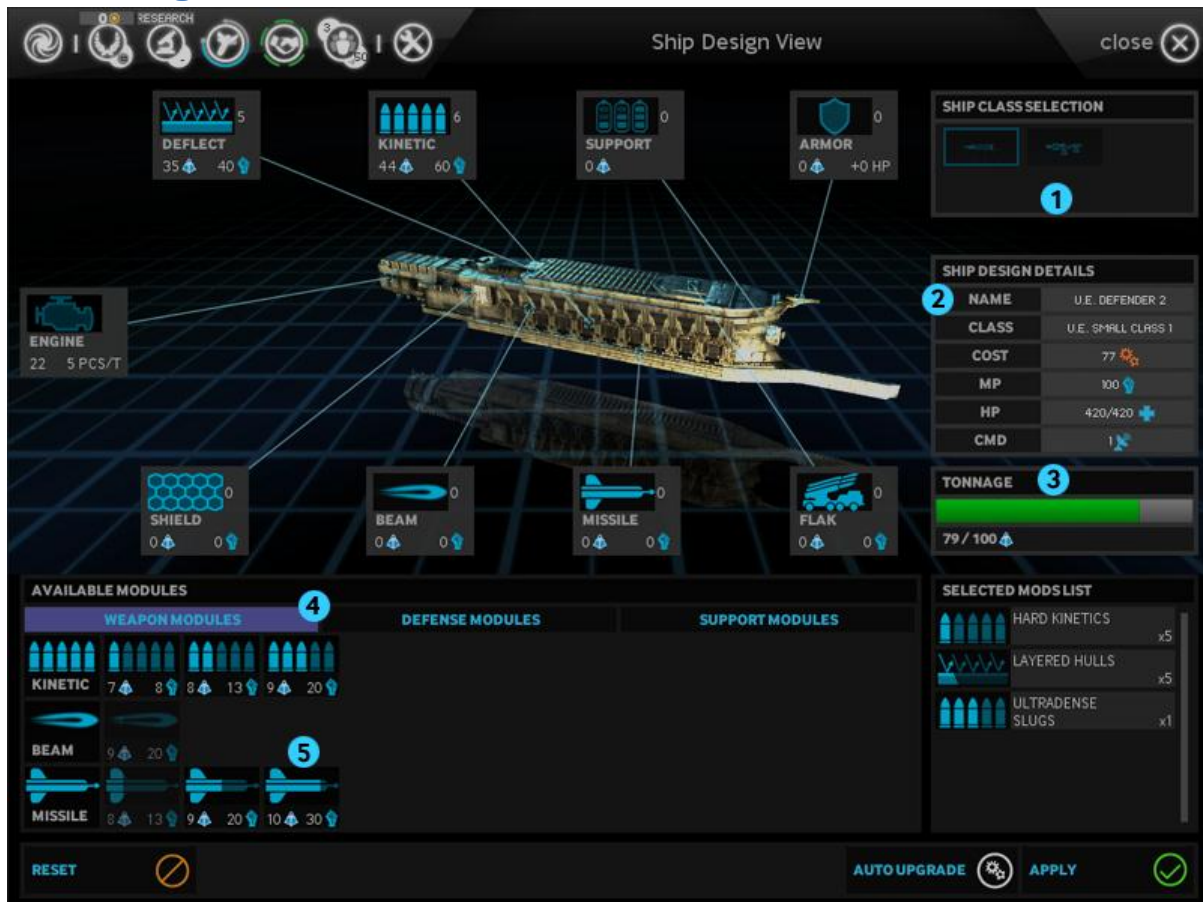 0 RESEARCH
3
50
Ship Design View
close
5
DEFLECT
35 40
6
KINETIC
44 60
0
SUPPORT
0
0
ARMOR
0 +0 HP
SHIP CLASS SELECTION
1
ENGINE
22 5 PCS/T
SHIP DESIGN DETAILS
2
NAME U.E. DEFENDER 2
CLASS U.E. SMALL CLASS 1
COST 77
MP 100
HP 420/420
CMD 1
0
SHIELD
0 0
0
BEAM
0 0
0
MISSILE
0 0
0
FLAK
0 0
TONNAGE 3
79 / 100
AVAILABLE MODULES
WEAPON MODULES 4 DEFENSE MODULES SUPPORT MODULES
KINETIC 7 8 8 13 9 20
BEAM 9 20
5
MISSILE 8 13 9 20 10 30
SELECTED MODS LIST
HARD KINETICS
x5
LAYERED HULLS
x5
ULTRADENSE
SLUGS x1
RESET AUTO UPGRADE APPLY